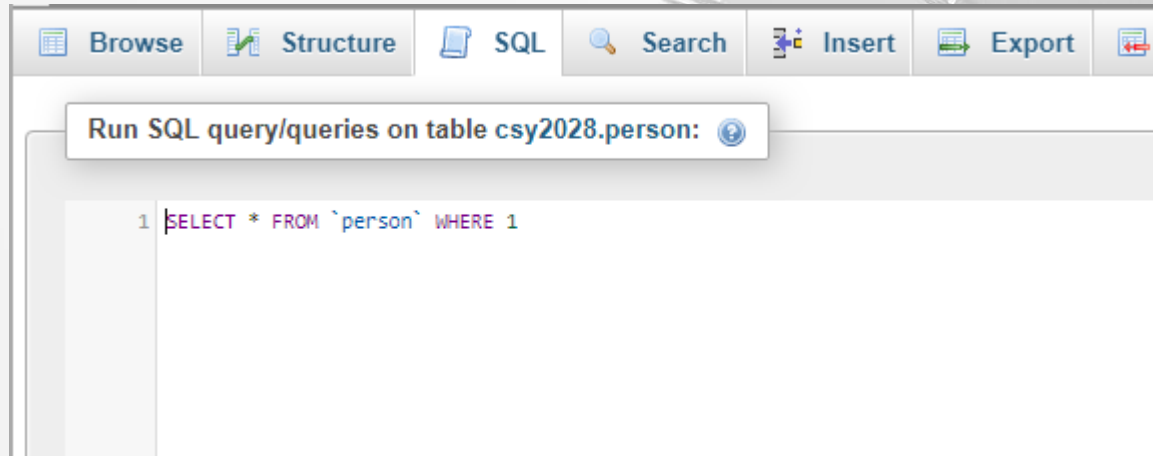 Browse Structure SQL Search Insert Export
Run SQL query/queries on table csy2028.person:
1 SELECT * FROM `person` WHERE 1